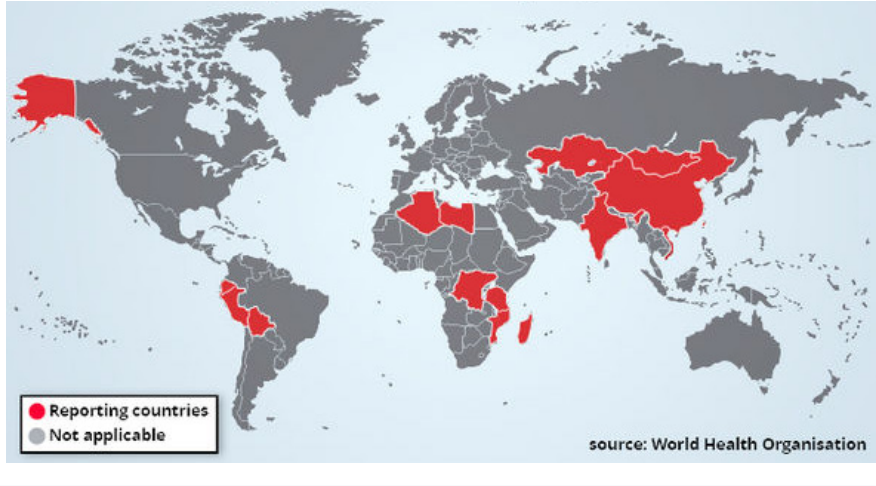 Reporting countries
Not applicable
source: World Health Organisation